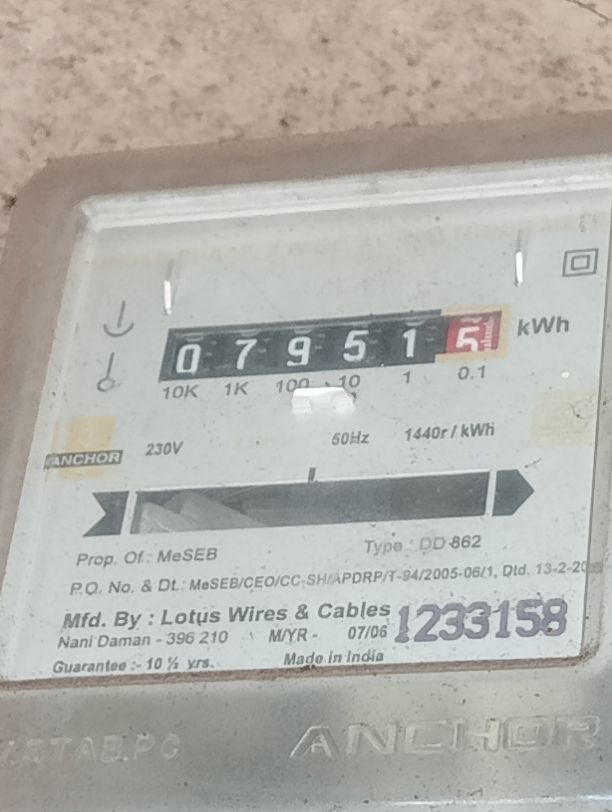 0 7 9 5 1 5 kWh
10K 1K 100 10 1 0.1
ANCHOR 230V 50Hz 1440r / kWh
Prop. Of : MeSEB Type : DD 862
P.O. No. & Dt.: MeSEB/CEO/CC-SH/APDRP/T-94/2005-06/1, Dtd. 13-2-20
Mfd. By : Lotus Wires & Cables 1233158
Nani Daman - 396 210 M/YR - 07/06
Guarantee :- 10 ½ yrs. Made in India
ANCHOR